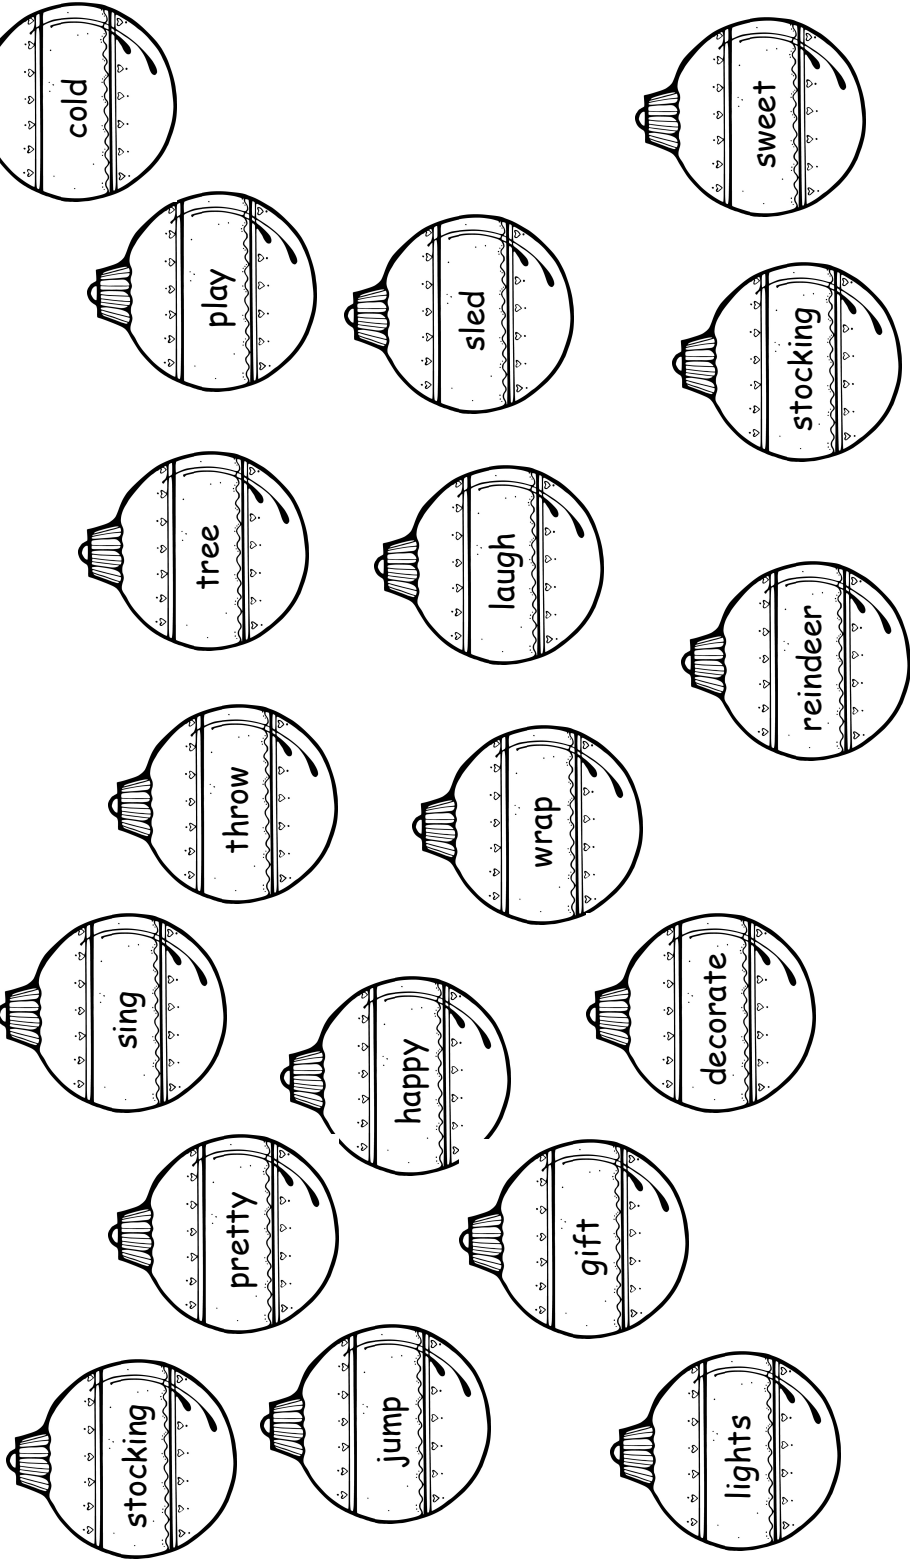 cold
sweet
play
sled
stocking
tree
laugh
reindeer
throw
wrap
sing
happy
decorate
pretty
gift
stocking
jump
lights